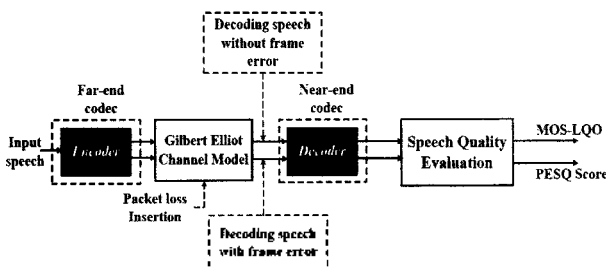 Decoding speech
without frame
error
Far-end
codec
Near-end
codec
Input
speech
Encoder
Gilbert Elliot
Channel Model
Decoder
Speech Quality
Evaluation
MOS-LQO
PESQ Score
Packet loss
Insertion
Decoding speech
with frame error